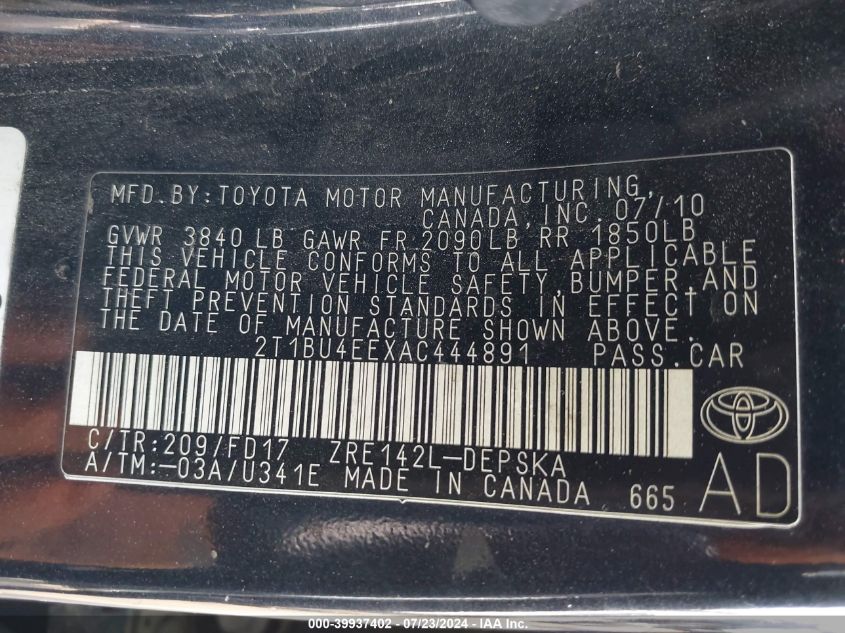 MFD.BY:TOYOTA MOTOR MANUFACTURING,
CANADA,INC. 07/10
GVWR 3840 LB GAWR FR 2090LB RR 1850LB
THIS VEHICLE CONFORMS TO ALL APPLICABLE
FEDERAL MOTOR VEHICLE SAFETY,BUMPER,AND
THEFT PREVENTION STANDARDS IN EFFECT ON
THE DATE OF MANUFACTURE SHOWN ABOVE.
2T1BU4EEXAC444891 PASS.CAR
C/TR:209/FD17 ZRE142L-DEPSKA
A/TM:-03A/U341E MADE IN CANADA 665
AD
000-39937402 - 07/23/2024 - IAA Inc.